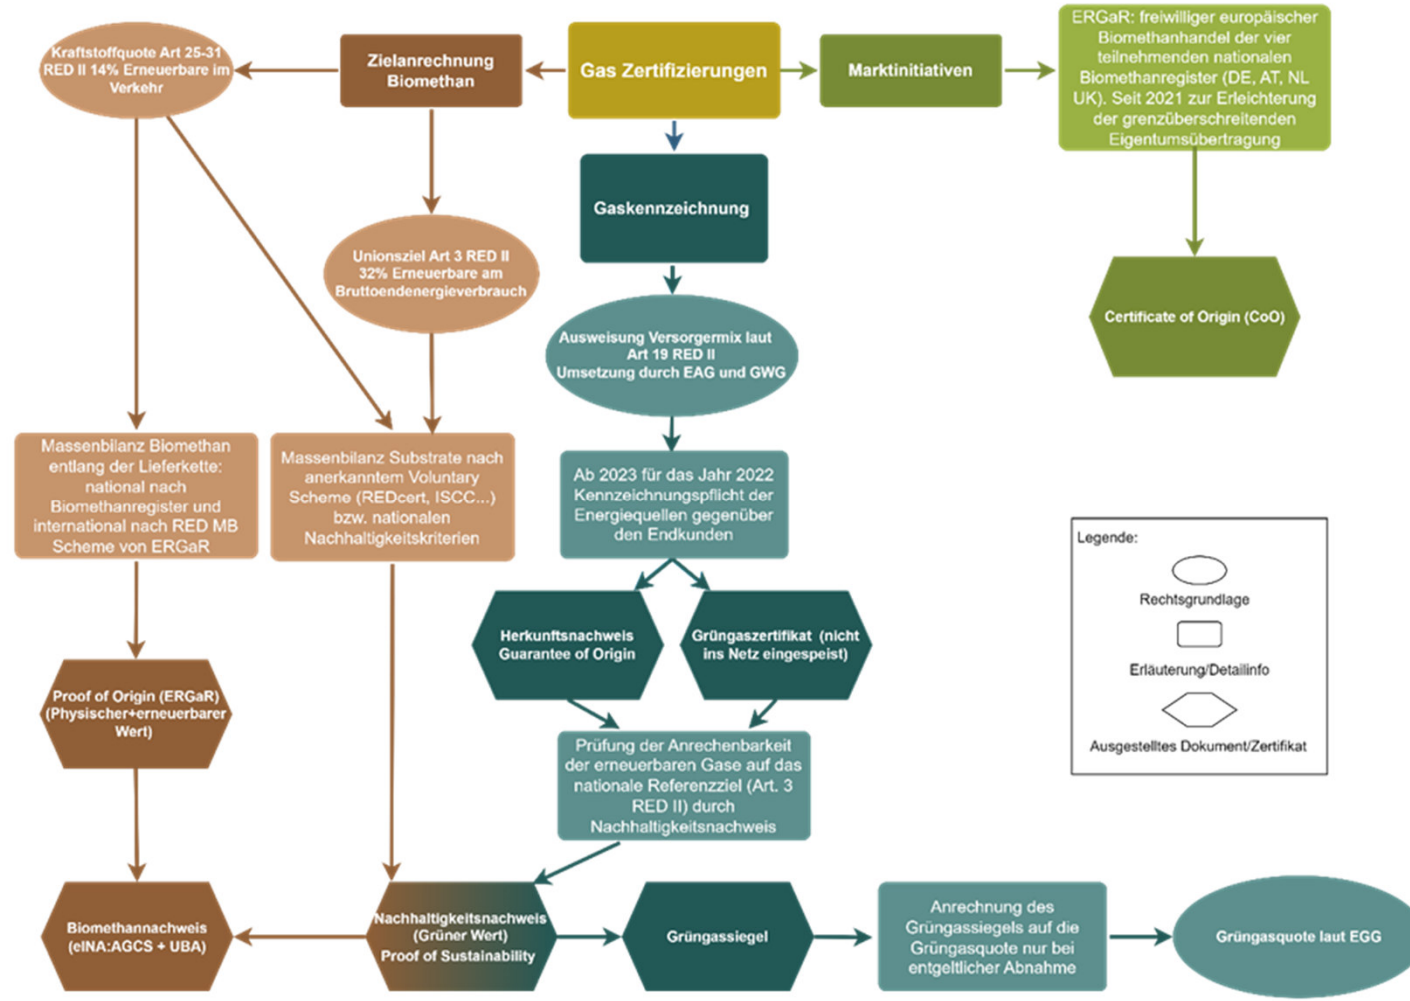 Kraftstoffquote Art 25-31
RED II 14% Erneuerbare im
Verkehr
Zielanrechnung
Biomethan
Gas Zertifizierungen
Marktinitiativen
ERGaR: freiwilliger europäischer
Biomethanhandel der vier
teilnehmenden nationalen
Biomethanregister (DE, AT, NL
UK). Seit 2021 zur Erleichterung
der grenzüberschreitenden
Eigentumsübertragung
Gaskennzeichnung
Unionsziel Art 3 RED II
32% Erneuerbare am
Bruttoendenergieverbrauch
Certificate of Origin (CoO)
Ausweisung Versorgermix laut
Art 19 RED II
Umsetzung durch EAG und GWG
Massenbilanz Biomethan
entlang der Lieferkette:
national nach
Biomethanregister und
international nach RED MB
Scheme von ERGaR
Massenbilanz Substrate nach
anerkanntem Voluntary
Scheme (REDcert, ISCC...)
bzw. nationalen
Nachhaltigkeitskriterien
Ab 2023 für das Jahr 2022
Kennzeichnungspflicht der
Energiequellen gegenüber
den Endkunden
Legende:
Rechtsgrundlage
Erläuterung/Detailinfo
Ausgestelltes Dokument/Zertifikat
Herkunftsnachweis
Guarantee of Origin
Grüngaszertifikat (nicht
ins Netz eingespeist)
Proof of Origin (ERGaR)
(Physischer+erneuerbarer
Wert)
Prüfung der Anrechenbarkeit
der erneuerbaren Gase auf das
nationale Referenzziel (Art. 3
RED II) durch
Nachhaltigkeitsnachweis
Biomethannachweis
(elNA:AGCS + UBA)
Nachhaltigkeitsnachweis
(Grüner Wert)
Proof of Sustainability
Grüngassiegel
Anrechnung des
Grüngassiegels auf die
Grüngasquote nur bei
entgeltlicher Abnahme
Grüngasquote laut EGG